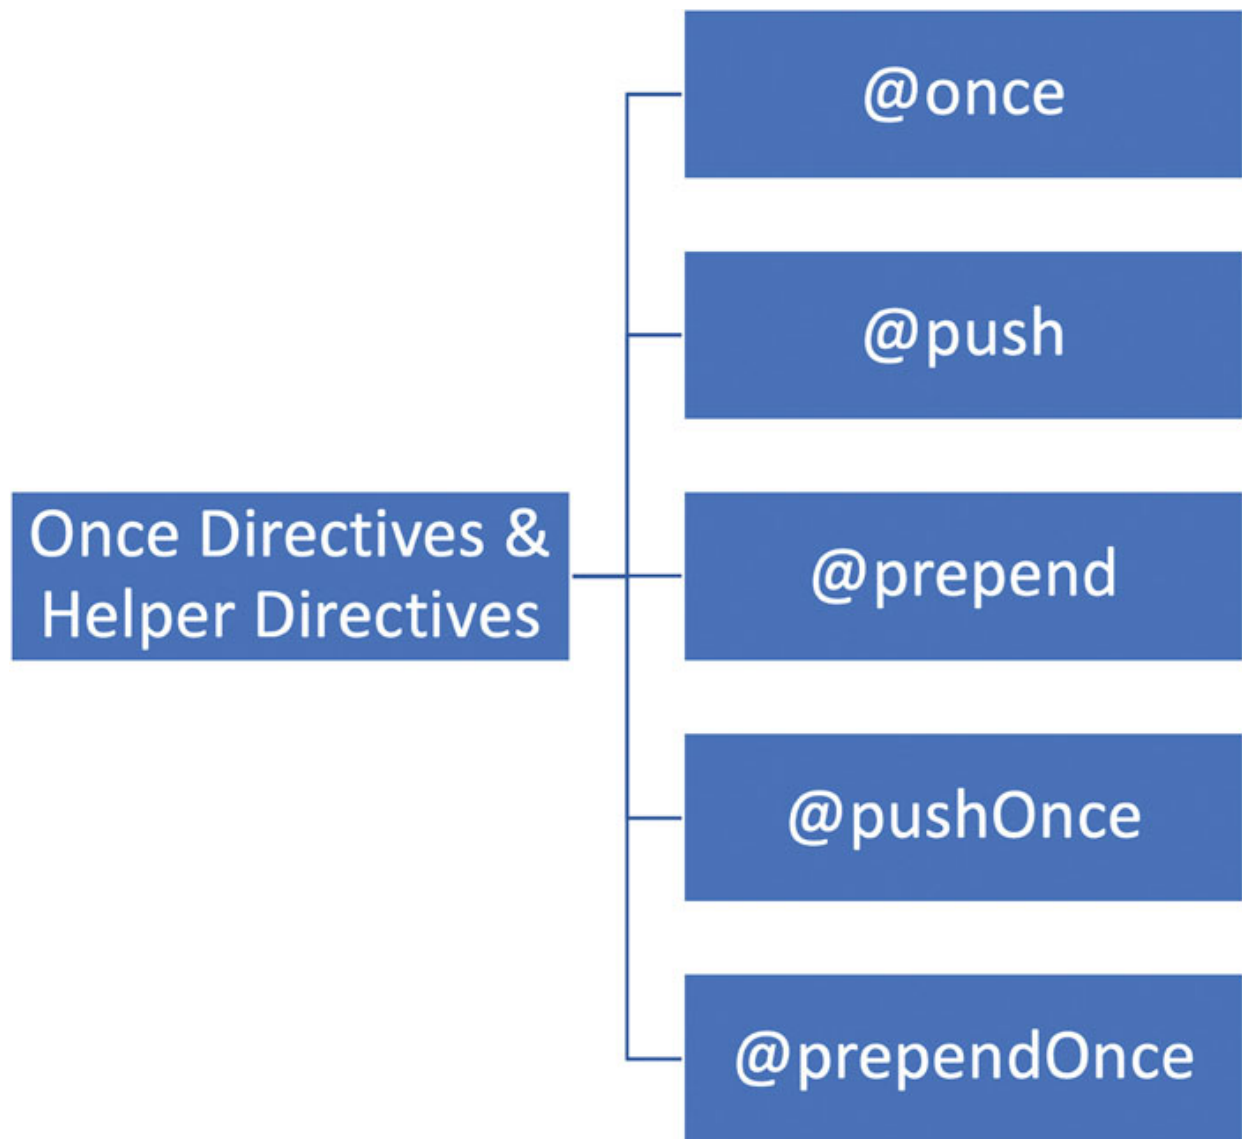 @once
@push
Once Directives &
Helper Directives
@prepend
@pushOnce
@prependOnce